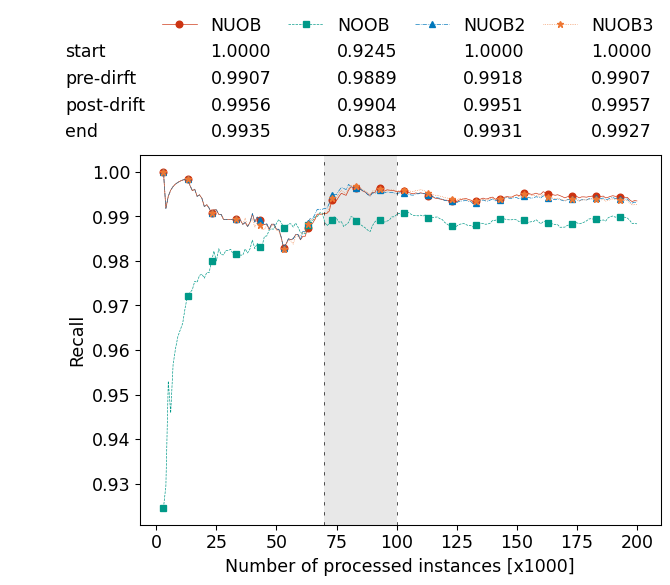 NUOB NOOB NUOB2 NUOB3
start 1.0000 0.9245 1.0000 1.0000
pre-dirft 0.9907 0.9889 0.9918 0.9907
post-drift 0.9956 0.9904 0.9951 0.9957
end 0.9935 0.9883 0.9931 0.9927
1.00
0.99
0.98
0.97
0.96
0.95
0.94
0.93
Recall
0 25 50 75 100 125 150 175 200
Number of processed instances [x1000]